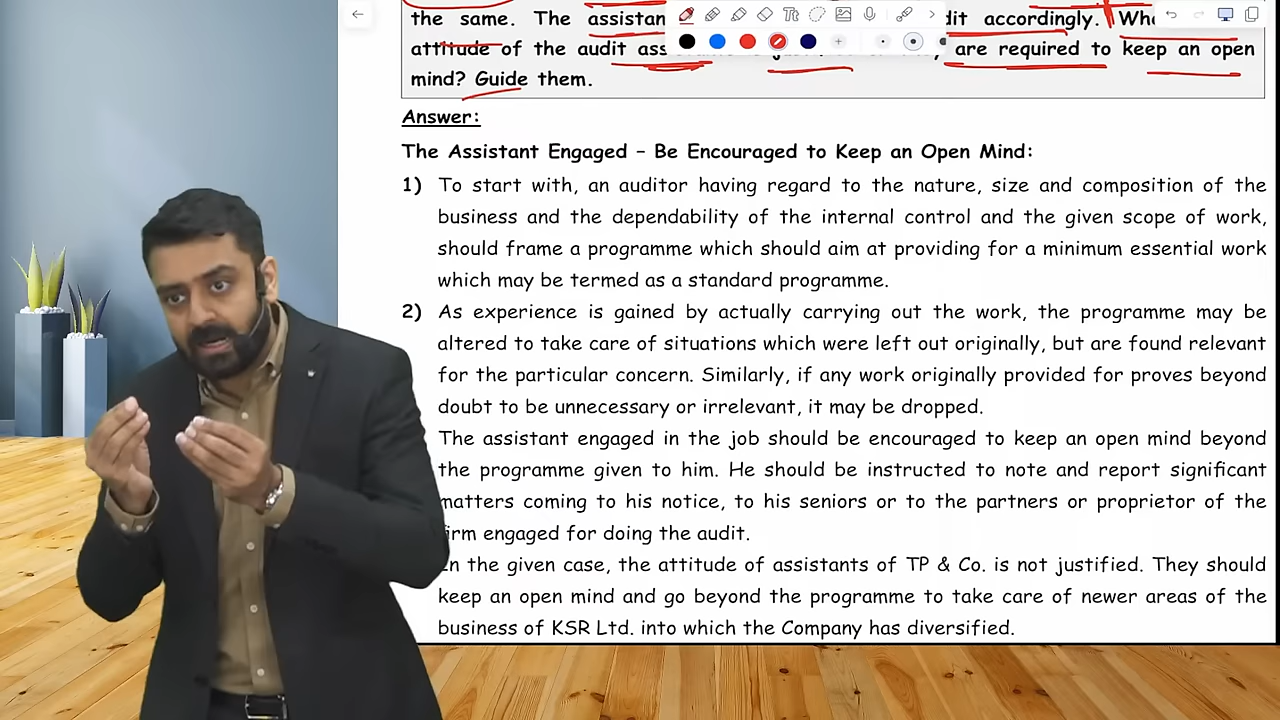 the same. The assistan dit accordingly. Wh
attitude of the audit ass are required to keep an open
mind? Guide them.
Answer:
The Assistant Engaged – Be Encouraged to Keep an Open Mind:
1) To start with, an auditor having regard to the nature, size and composition of the
business and the dependability of the internal control and the given scope of work,
should frame a programme which should aim at providing for a minimum essential work
which may be termed as a standard programme.
2) As experience is gained by actually carrying out the work, the programme may be
altered to take care of situations which were left out originally, but are found relevant
for the particular concern. Similarly, if any work originally provided for proves beyond
doubt to be unnecessary or irrelevant, it may be dropped.
The assistant engaged in the job should be encouraged to keep an open mind beyond
the programme given to him. He should be instructed to note and report significant
matters coming to his notice, to his seniors or to the partners or proprietor of the
irm engaged for doing the audit.
In the given case, the attitude of assistants of TP & Co. is not justified. They should
keep an open mind and go beyond the programme to take care of newer areas of the
business of KSR Ltd. into which the Company has diversified.